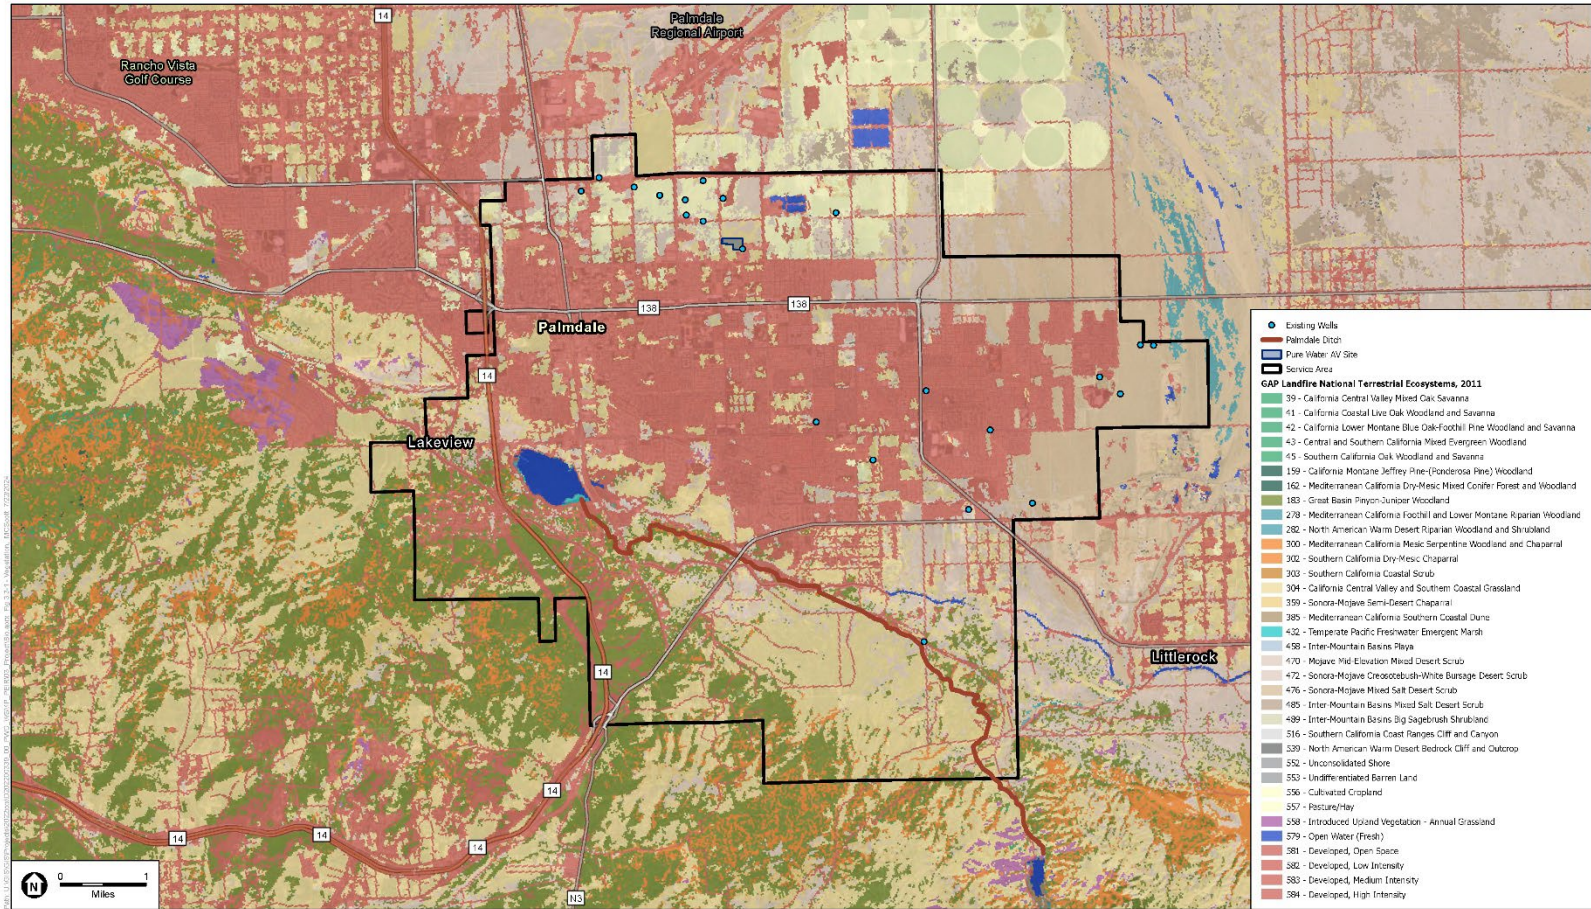 14
Palmdale
Regional Airport
Rancho Vista
Golf Course
138
138
Palmdale
14
Lakeview
Littlerock
14
14
14
14
14
N3
N
0 1
Miles
Existing Wells
Palmdale Ditch
Pure Water AV Site
Service Area
GAP Landfire National Terrestrial Ecosystems, 2011
39 - California Central Valley Mixed Oak Savanna
41 - California Coastal Live Oak Woodland and Savanna
42 - California Lower Montane Blue Oak-Foothill Pine Woodland and Savanna
43 - Central and Southern California Mixed Evergreen Woodland
45 - Southern California Oak Woodland and Savanna
159 - California Montane Jeffrey Pine-(Ponderosa Pine) Woodland
162 - Mediterranean California Dry-Mesic Mixed Conifer Forest and Woodland
183 - Great Basin Pinyon-Juniper Woodland
278 - Mediterranean California Foothill and Lower Montane Riparian Woodland
282 - North American Warm Desert Riparian Woodland and Shrubland
300 - Mediterranean California Mesic Serpentine Woodland and Chaparral
302 - Southern California Dry-Mesic Chaparral
303 - Southern California Coastal Scrub
304 - California Central Valley and Southern Coastal Grassland
359 - Sonora-Mojave Semi-Desert Chaparral
385 - Mediterranean California Southern Coastal Dune
432 - Temperate Pacific Freshwater Emergent Marsh
458 - Inter-Mountain Basins Playa
470 - Mojave Mid-Elevation Mixed Desert Scrub
472 - Sonora-Mojave Creosotebush-White Bursage Desert Scrub
476 - Sonora-Mojave Mixed Salt Desert Scrub
485 - Inter-Mountain Basins Mixed Salt Desert Scrub
489 - Inter-Mountain Basins Big Sagebrush Shrubland
516 - Southern California Coast Ranges Cliff and Canyon
539 - North American Warm Desert Bedrock Cliff and Outcrop
552 - Unconsolidated Shore
553 - Undifferentiated Barren Land
556 - Cultivated Cropland
557 - Pasture/Hay
558 - Introduced Upland Vegetation - Annual Grassland
579 - Open Water (Fresh)
581 - Developed, Open Space
582 - Developed, Low Intensity
583 - Developed, Medium Intensity
584 - Developed, High Intensity